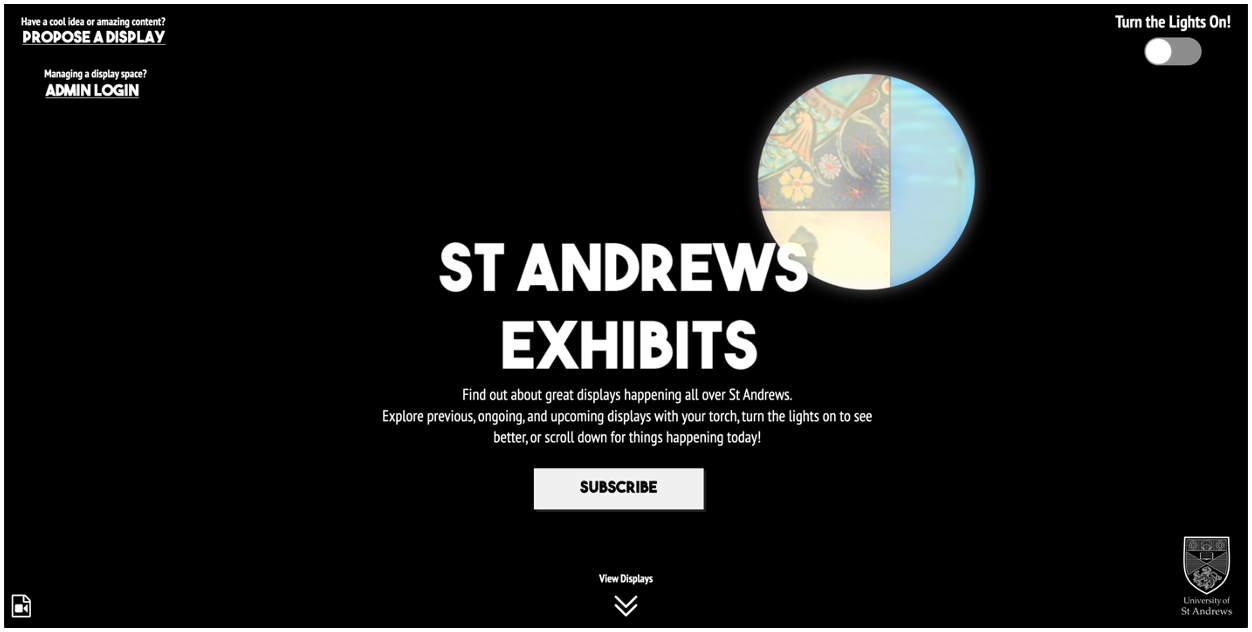 Have a cool idea or amazing content?
PROPOSE A DISPLAY
Turn the Lights On!
Managing a display space?
ADMIN LOGIN
ST ANDREWS
EXHIBITS
Find out about great displays happening all over St Andrews.
Explore previous, ongoing, and upcoming displays with your torch, turn the lights on to see
better, or scroll down for things happening today!
SUBSCRIBE
View Displays
University of
St Andrews